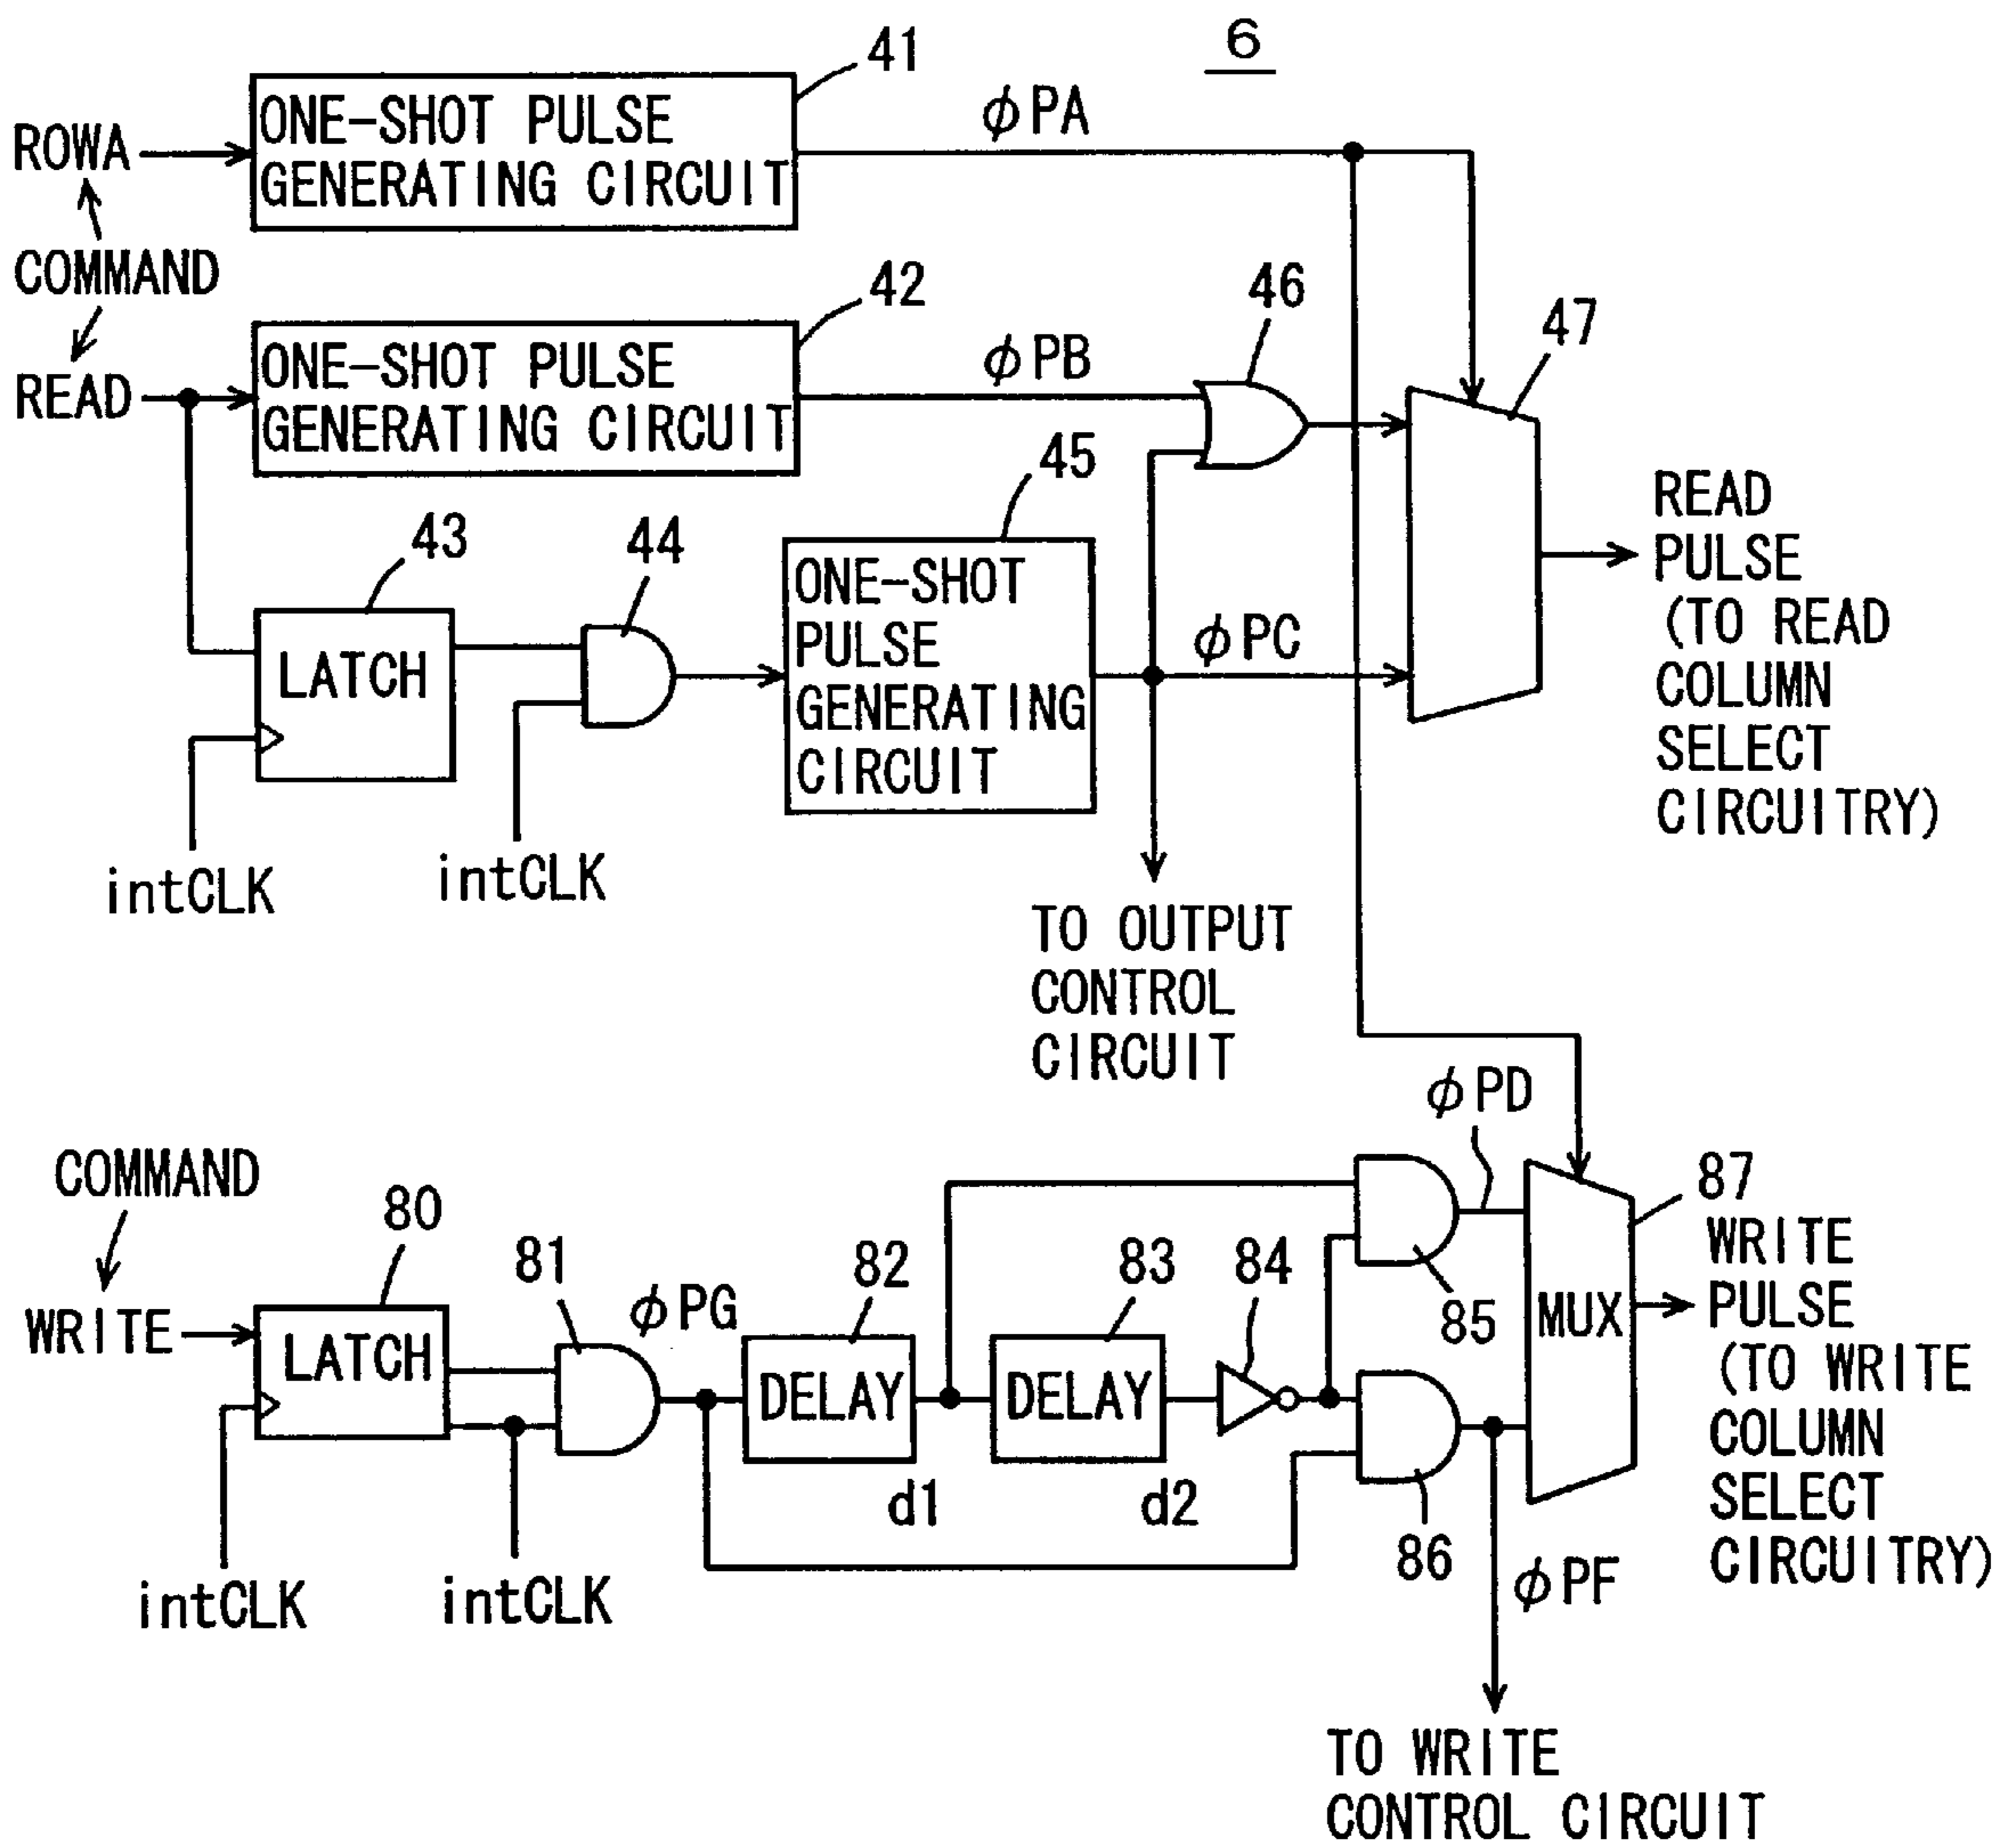 6
41
ONE-SHOT PULSE
GENERATING CIRCUIT
ROWA
φPA
COMMAND
42
ONE-SHOT PULSE
GENERATING CIRCUIT
READ
φPB
46
47
43
LATCH
intCLK
44
intCLK
45
ONE-SHOT
PULSE
GENERATING
CIRCUIT
φPC
READ
PULSE
(TO READ
COLUMN
SELECT
CIRCUITRY)
TO OUTPUT
CONTROL
CIRCUIT
COMMAND
WRITE
80
LATCH
intCLK
81
intCLK
φPG
82
DELAY
d1
83
DELAY
d2
84
φPD
85
86
φPF
MUX
87
WRITE
PULSE
(TO WRITE
COLUMN
SELECT
CIRCUITRY)
TO WRITE
CONTROL CIRCUIT